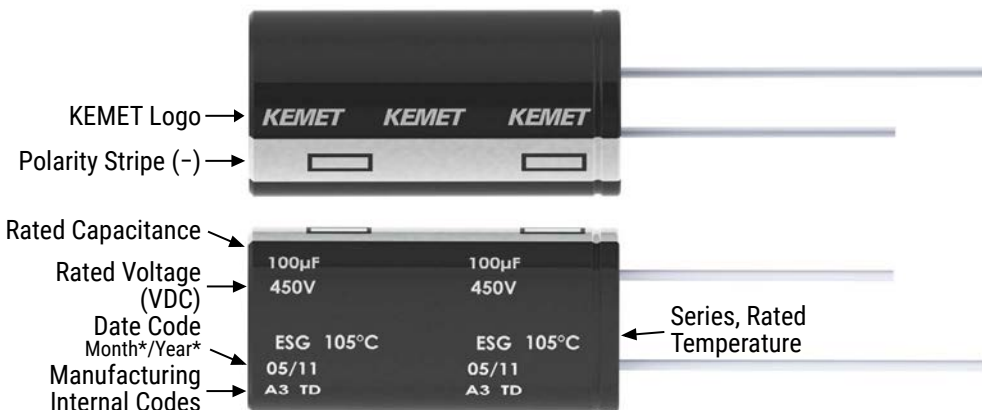 KEMET Logo
KEMET KEMET KEMET
Polarity Stripe (−)
Rated Capacitance
100µF 100µF
Rated Voltage
(VDC)
450V 450V
Date Code
Month*/Year*
ESG 105°C ESG 105°C
05/11 05/11
Manufacturing
Internal Codes
A3 TD A3 TD
Series, Rated
Temperature